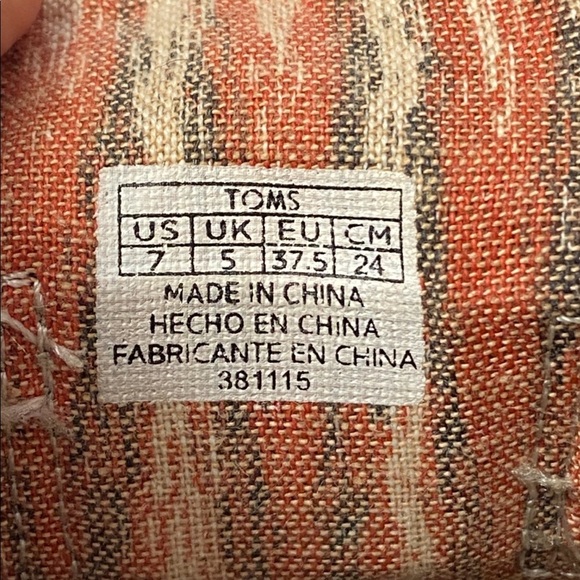 TOMS
US UK EU CM
7 5 37.5 24
MADE IN CHINA
HECHO EN CHINA
FABRICANTE EN CHINA
381115